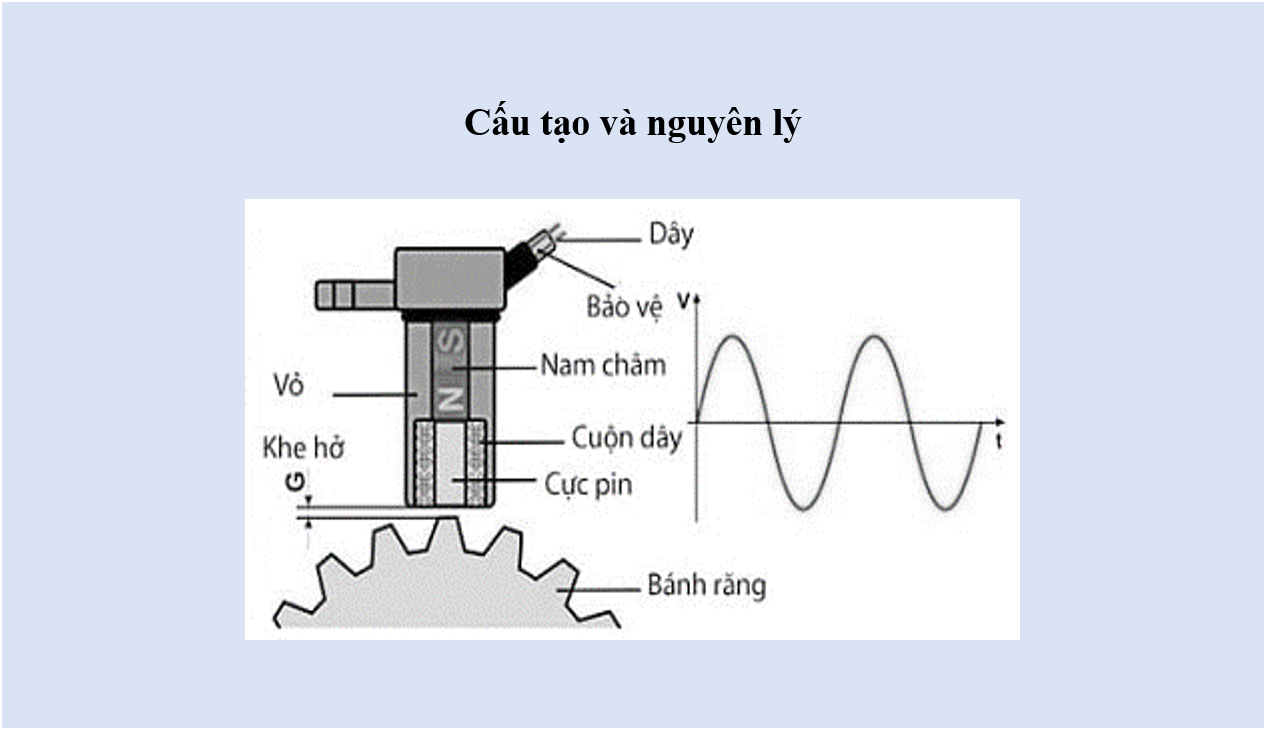 Cấu tạo và nguyên lý
Dây
Bảo vệ
V
S
Nam châm
N
Vỏ
Cuộn dây
t
Khe hở
G
Cực pin
Bánh răng